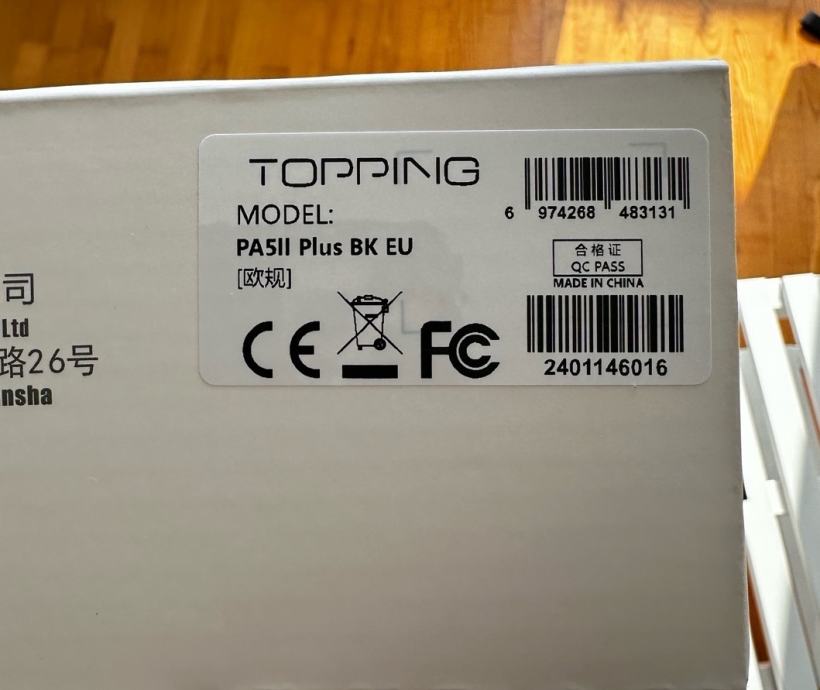 TOPPING
MODEL:
PA5II Plus BK EU
[欧规]
CE
FC
6 974268 483131
合格证
QC PASS
MADE IN CHINA
2401146016
司
Ltd
路26号
nsha